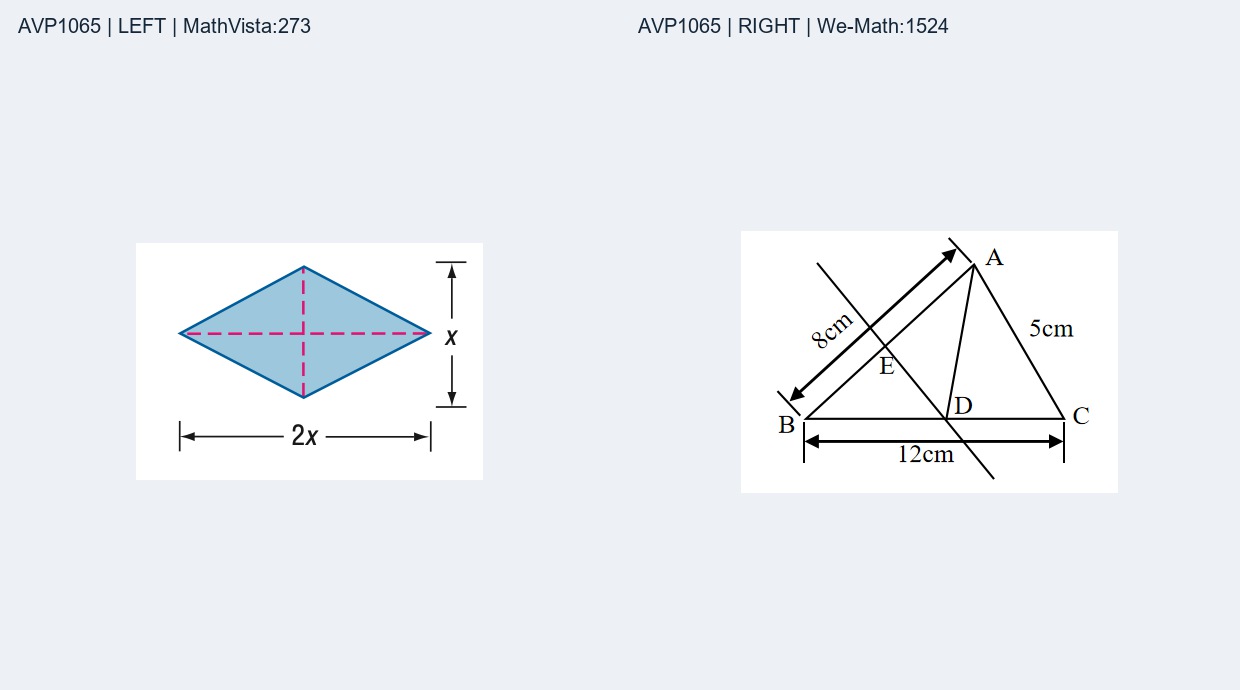 AVP1065 | LEFT | MathVista:273
x
2x
AVP1065 | RIGHT | We-Math:1524
A
8cm
5cm
E
D
B
C
12cm